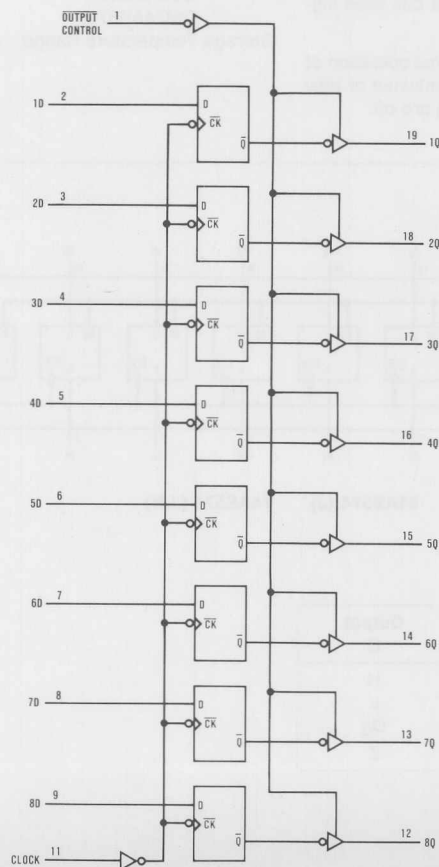 OUTPUT 1
CONTROL
1D 2 D CK Q 19 1Q
2D 3 D CK Q 18 2Q
3D 4 D CK Q 17 3Q
4D 5 D CK Q 16 4Q
5D 6 D CK Q 15 5Q
6D 7 D CK Q 14 6Q
7D 8 D CK Q 13 7Q
8D 9 D CK Q 12 8Q
CLOCK 11